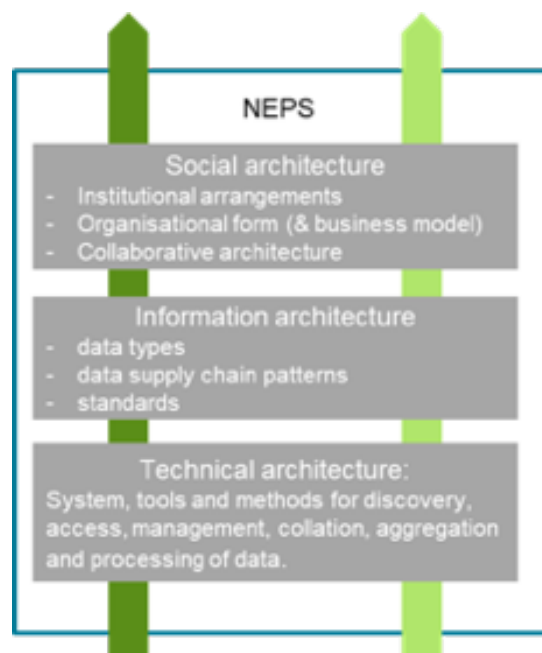 NEPS
Social architecture
- Institutional arrangements
- Organisational form (& business model)
- Collaborative architecture
Information architecture
- data types
- data supply chain patterns
- standards
Technical architecture:
System, tools and methods for discovery,
access, management, collation, aggregation
and processing of data.